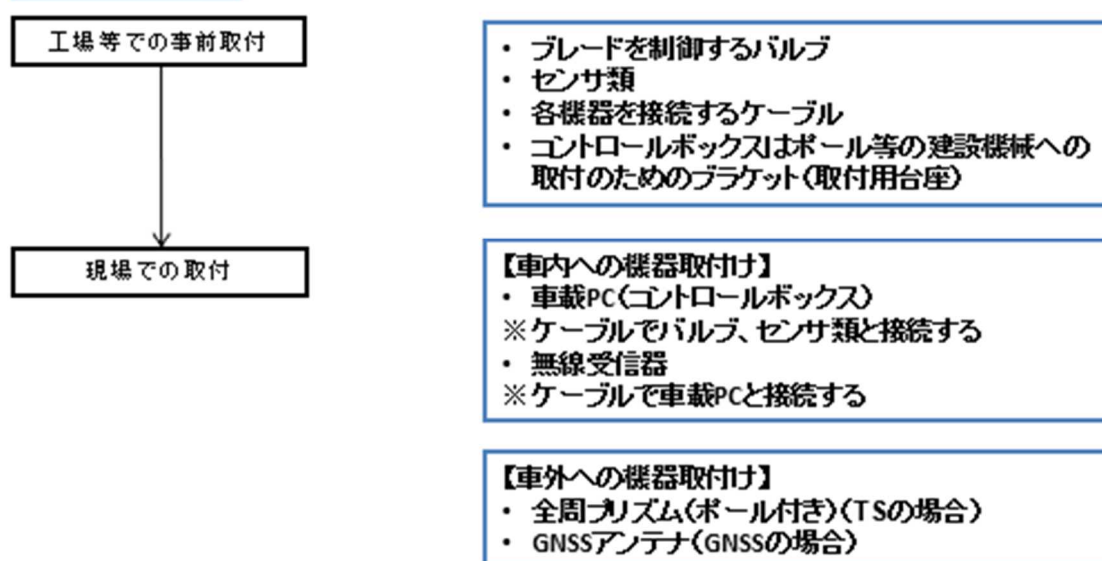 工場等での事前取付
・ ブレードを制御するバルブ
・ センサ類
・ 各機器を接続するケーブル
・ コントロールボックスはポール等の建設機械への
取付のためのブラケット(取付用台座)
現場での取付
【車内への機器取付け】
・ 車載PC(コントロールボックス)
※ケーブルでバルブ、センサ類と接続する
・ 無線受信器
※ケーブルで車載PCと接続する
【車外への機器取付け】
・ 全周プリズム(ポール付き)(TSの場合)
・ GNSSアンテナ(GNSSの場合)